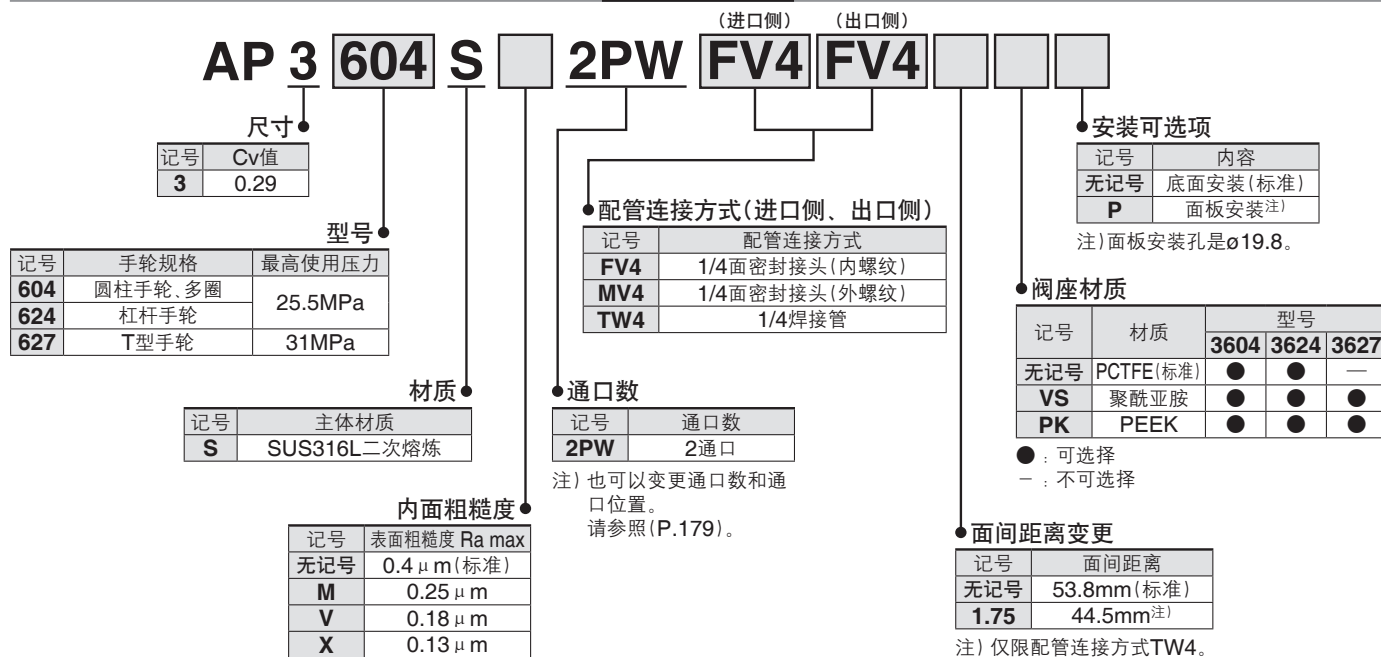 (进口侧) (出口侧)
AP 3 604 S 2PW FV4 FV4
尺寸
记号 Cv值
3 0.29
型号
记号 手轮规格 最高使用压力
604 圆柱手轮、多圈 25.5MPa
624 杠杆手轮
627 T型手轮 31MPa
材质
记号 主体材质
S SUS316L二次熔炼
内面粗糙度
记号 表面粗糙度 Ra max
无记号 0.4μm(标准)
M 0.25μm
V 0.18μm
X 0.13μm
配管连接方式(进口侧、出口侧)
记号 配管连接方式
FV4 1/4面密封接头(内螺纹)
MV4 1/4面密封接头(外螺纹)
TW4 1/4焊接管
通口数
记号 通口数
2PW 2通口
注) 也可以变更通口数和通
口位置。
请参照(P.179)。
安装可选项
记号 内容
无记号 底面安装(标准)
P 面板安装注)
注)面板安装孔是ø19.8。
阀座材质
记号 材质 型号
3604 3624 3627
无记号 PCTFE(标准) ● ● —
VS 聚酰亚胺 ● ● ●
PK PEEK ● ● ●
●：可选择
－：不可选择
面间距离变更
记号 面间距离
无记号 53.8mm(标准)
1.75 44.5mm注)
注) 仅限配管连接方式TW4。